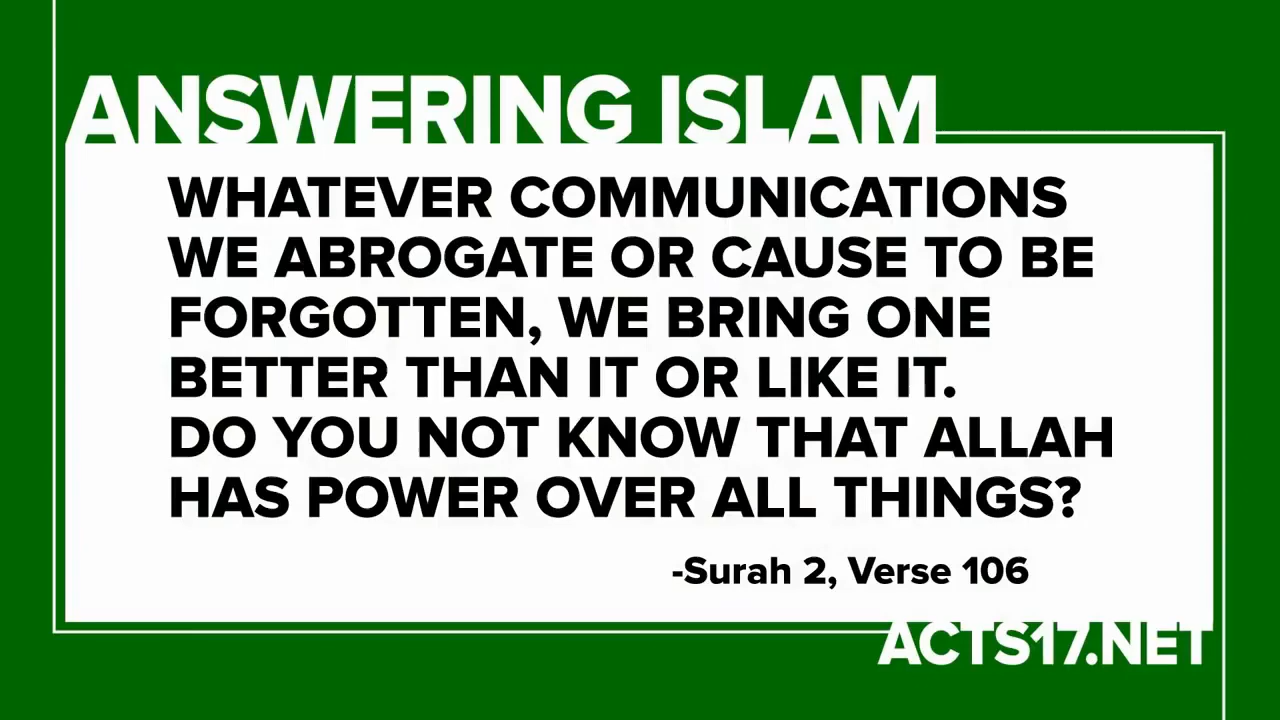 ANSWERING ISLAM
WHATEVER COMMUNICATIONS
WE ABROGATE OR CAUSE TO BE
FORGOTTEN, WE BRING ONE
BETTER THAN IT OR LIKE IT.
DO YOU NOT KNOW THAT ALLAH
HAS POWER OVER ALL THINGS?
-Surah 2, Verse 106
ACTS17.NET